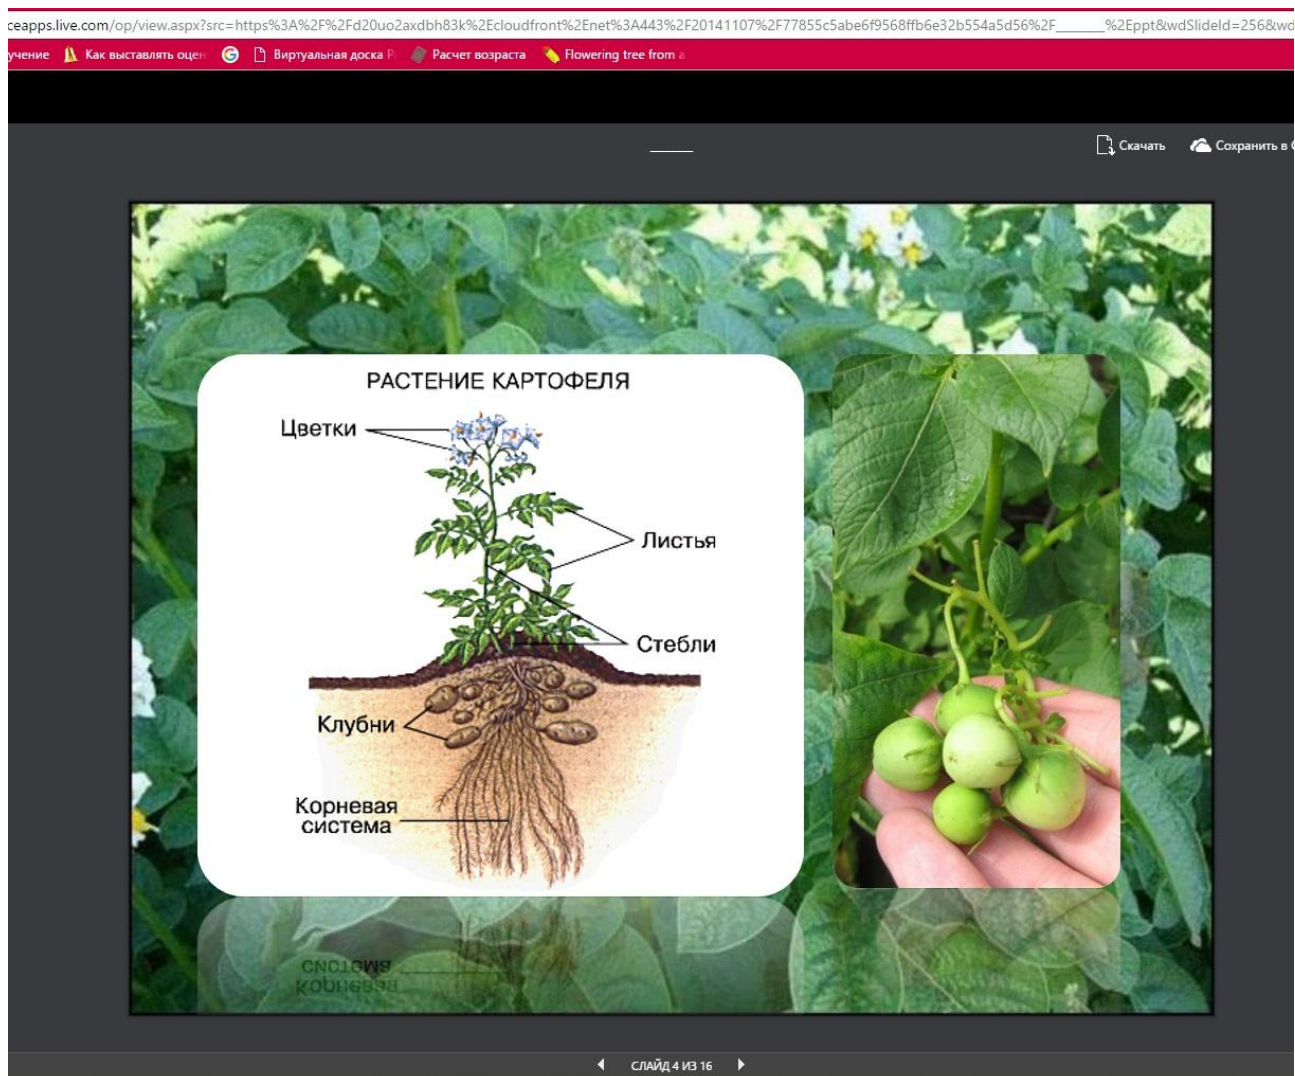 ceapps.live.com/op/view.aspx?src=https%3A%2F%2Fd20uo2axdbh83k%2Ecloudfront%2Enet%3A443%2F20141107%2F77855c5abe6f9568ffb6e32b554a5d56%2F_______%2Eppt&wdSlideId=256&wd
учение Как выставлять оцен Виртуальная доска Р Расчет возраста Flowering tree from a
Скачать Сохранить в
РАСТЕНИЕ КАРТОФЕЛЯ
Цветки
Листья
Стебли
Клубни
Корневая
система
СЛАЙД 4 ИЗ 16